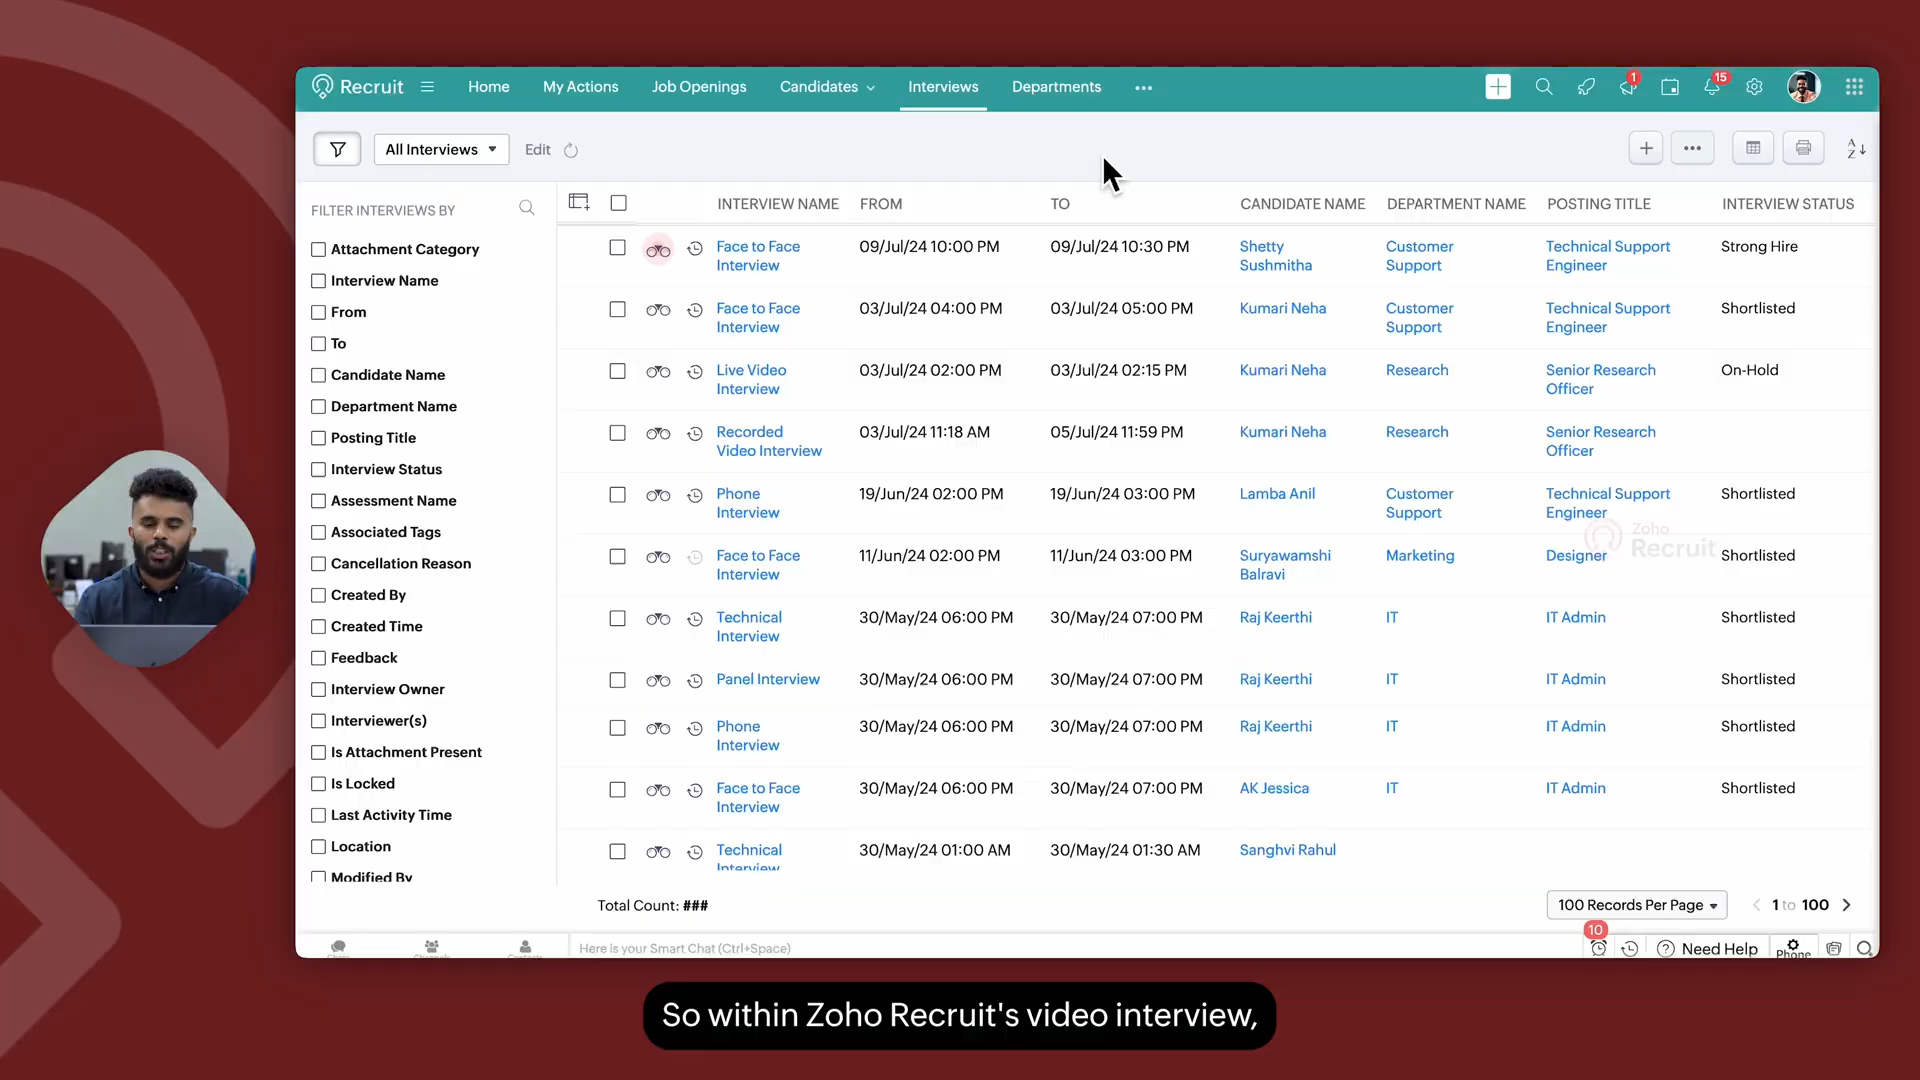 Recruit Home My Actions Job Openings Candidates Interviews Departments ... 1 15
All Interviews Edit
FILTER INTERVIEWS BY
Attachment Category
Interview Name
From
To
Candidate Name
Department Name
Posting Title
Interview Status
Assessment Name
Associated Tags
Cancellation Reason
Created By
Created Time
Feedback
Interview Owner
Interviewer(s)
Is Attachment Present
Is Locked
Last Activity Time
Location
Modified By
INTERVIEW NAME FROM TO CANDIDATE NAME DEPARTMENT NAME POSTING TITLE INTERVIEW STATUS
Face to Face 09/Jul/24 10:00 PM 09/Jul/24 10:30 PM Shetty Customer Technical Support Strong Hire
Interview Sushmitha Support Engineer
Face to Face 03/Jul/24 04:00 PM 03/Jul/24 05:00 PM Kumari Neha Customer Technical Support Shortlisted
Interview Support Engineer
Live Video 03/Jul/24 02:00 PM 03/Jul/24 02:15 PM Kumari Neha Research Senior Research On-Hold
Interview Officer
Recorded 03/Jul/24 11:18 AM 05/Jul/24 11:59 PM Kumari Neha Research Senior Research
Video Interview Officer
Phone 19/Jun/24 02:00 PM 19/Jun/24 03:00 PM Lamba Anil Customer Technical Support Shortlisted
Interview Support Engineer
Zoho
Recruit
Face to Face 11/Jun/24 02:00 PM 11/Jun/24 03:00 PM Suryawamshi Marketing Designer Shortlisted
Interview Balravi
Technical 30/May/24 06:00 PM 30/May/24 07:00 PM Raj Keerthi IT IT Admin Shortlisted
Interview
Panel Interview 30/May/24 06:00 PM 30/May/24 07:00 PM Raj Keerthi IT IT Admin Shortlisted
Phone 30/May/24 06:00 PM 30/May/24 07:00 PM Raj Keerthi IT IT Admin Shortlisted
Interview
Face to Face 30/May/24 06:00 PM 30/May/24 07:00 PM AK Jessica IT IT Admin Shortlisted
Interview
Technical 30/May/24 01:00 AM 30/May/24 01:30 AM Sanghvi Rahul
Interview
Total Count: ### 100 Records Per Page 1 to 100
10
Here is your Smart Chat (Ctrl+Space) Need Help Phone
So within Zoho Recruit's video interview,